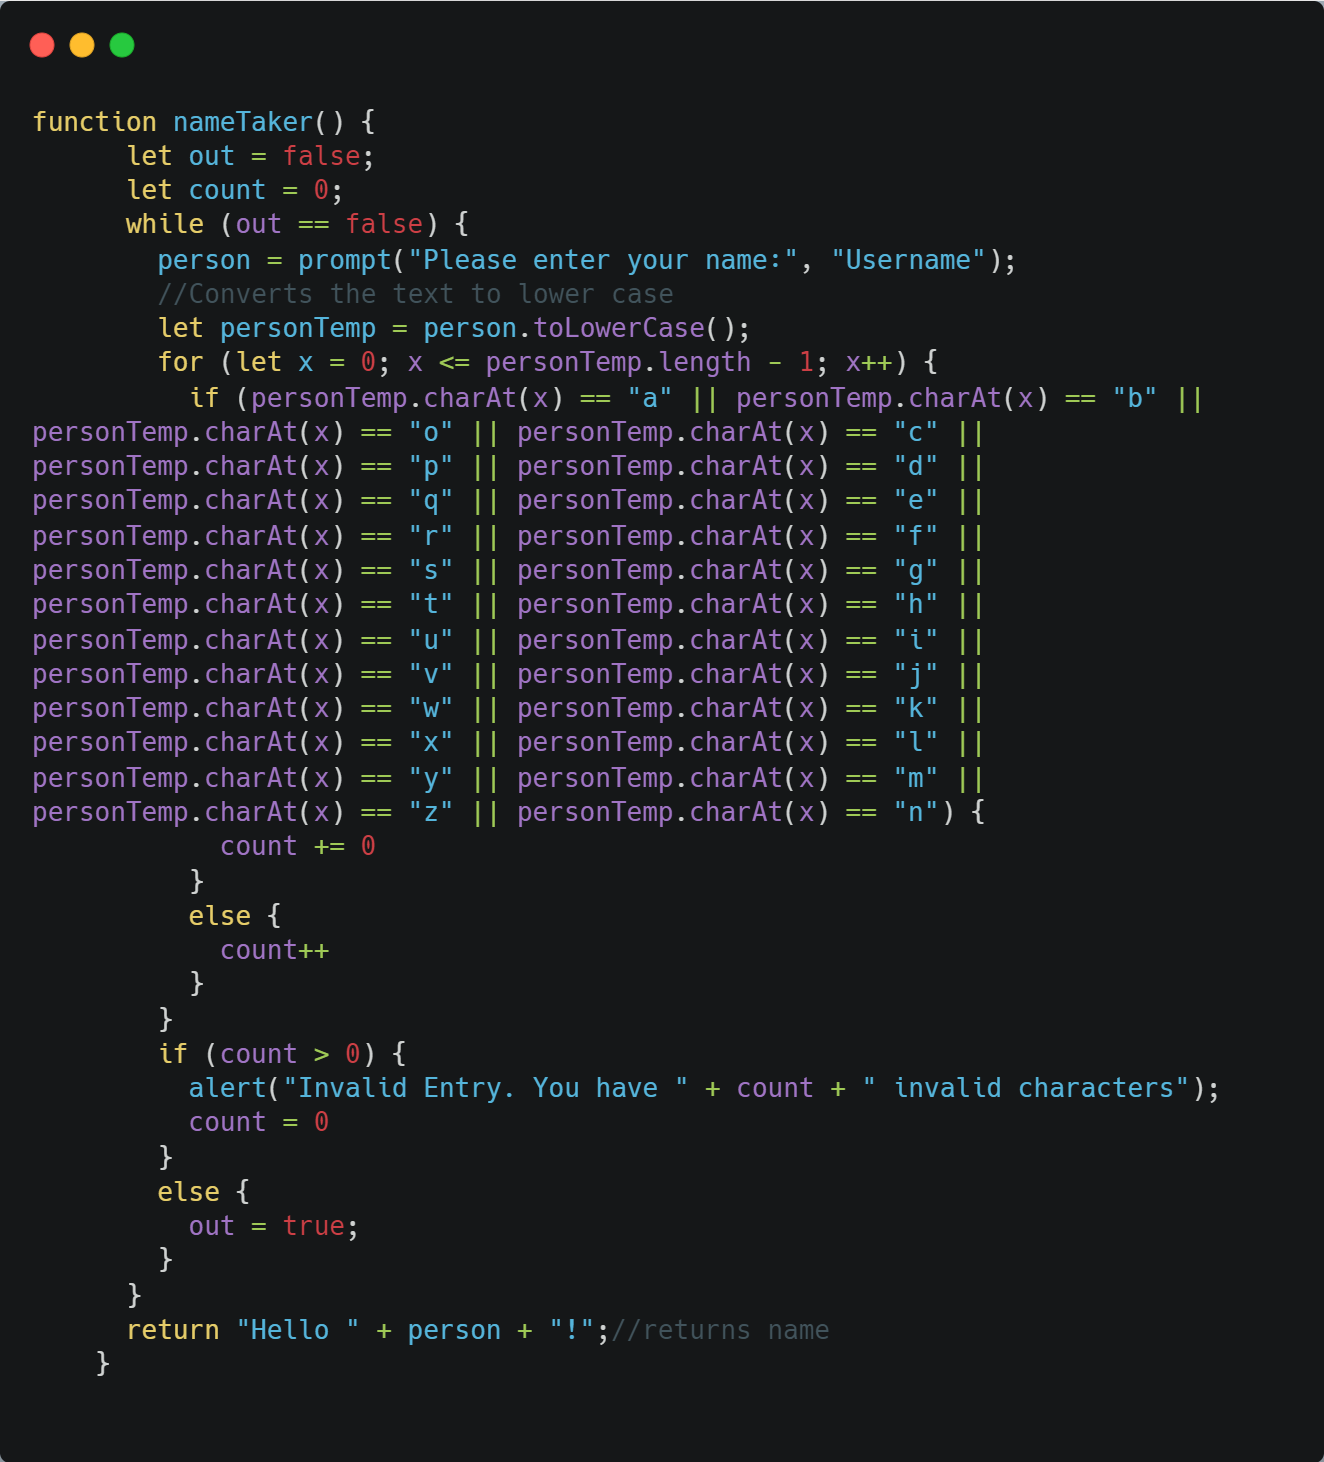 function nameTaker() {
      let out = false;
      let count = 0;
      while (out == false) {
        person = prompt("Please enter your name:", "Username");
        //Converts the text to lower case
        let personTemp = person.toLowerCase();
        for (let x = 0; x <= personTemp.length - 1; x++) {
          if (personTemp.charAt(x) == "a" || personTemp.charAt(x) == "b" ||
personTemp.charAt(x) == "o" || personTemp.charAt(x) == "c" ||
personTemp.charAt(x) == "p" || personTemp.charAt(x) == "d" ||
personTemp.charAt(x) == "q" || personTemp.charAt(x) == "e" ||
personTemp.charAt(x) == "r" || personTemp.charAt(x) == "f" ||
personTemp.charAt(x) == "s" || personTemp.charAt(x) == "g" ||
personTemp.charAt(x) == "t" || personTemp.charAt(x) == "h" ||
personTemp.charAt(x) == "u" || personTemp.charAt(x) == "i" ||
personTemp.charAt(x) == "v" || personTemp.charAt(x) == "j" ||
personTemp.charAt(x) == "w" || personTemp.charAt(x) == "k" ||
personTemp.charAt(x) == "x" || personTemp.charAt(x) == "l" ||
personTemp.charAt(x) == "y" || personTemp.charAt(x) == "m" ||
personTemp.charAt(x) == "z" || personTemp.charAt(x) == "n") {
            count += 0
          }
          else {
            count++
          }
        }
        if (count > 0) {
          alert("Invalid Entry. You have " + count + " invalid characters");
          count = 0
        }
        else {
          out = true;
        }
      }
      return "Hello " + person + "!";//returns name
    }